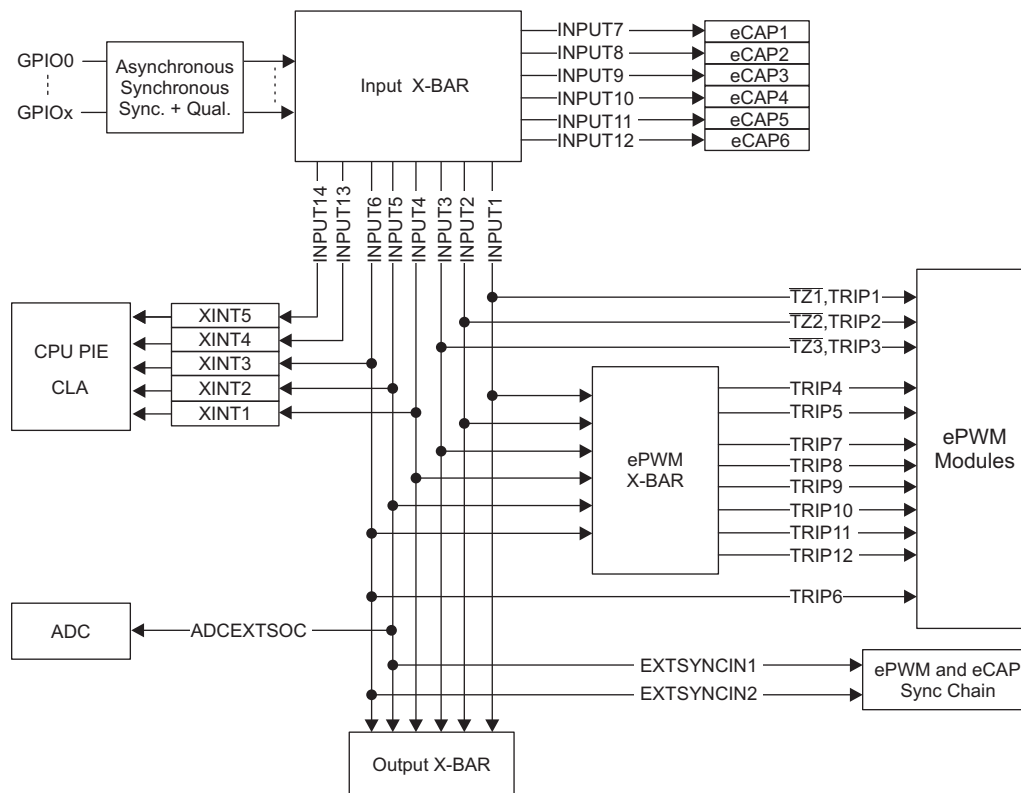 GPIO0
GPIOx
Asynchronous
Synchronous
Sync. + Qual.
Input X-BAR
INPUT7
INPUT8
INPUT9
INPUT10
INPUT11
INPUT12
eCAP1
eCAP2
eCAP3
eCAP4
eCAP5
eCAP6
INPUT14
INPUT13
INPUT6
INPUT5
INPUT4
INPUT3
INPUT2
INPUT1
CPU PIE
CLA
XINT5
XINT4
XINT3
XINT2
XINT1
TZ1,TRIP1
TZ2,TRIP2
TZ3,TRIP3
ePWM
X-BAR
TRIP4
TRIP5
TRIP7
TRIP8
TRIP9
TRIP10
TRIP11
TRIP12
TRIP6
ePWM
Modules
ADC
ADCEXTSOC
EXTSYNCIN1
EXTSYNCIN2
ePWM and eCAP
Sync Chain
Output X-BAR